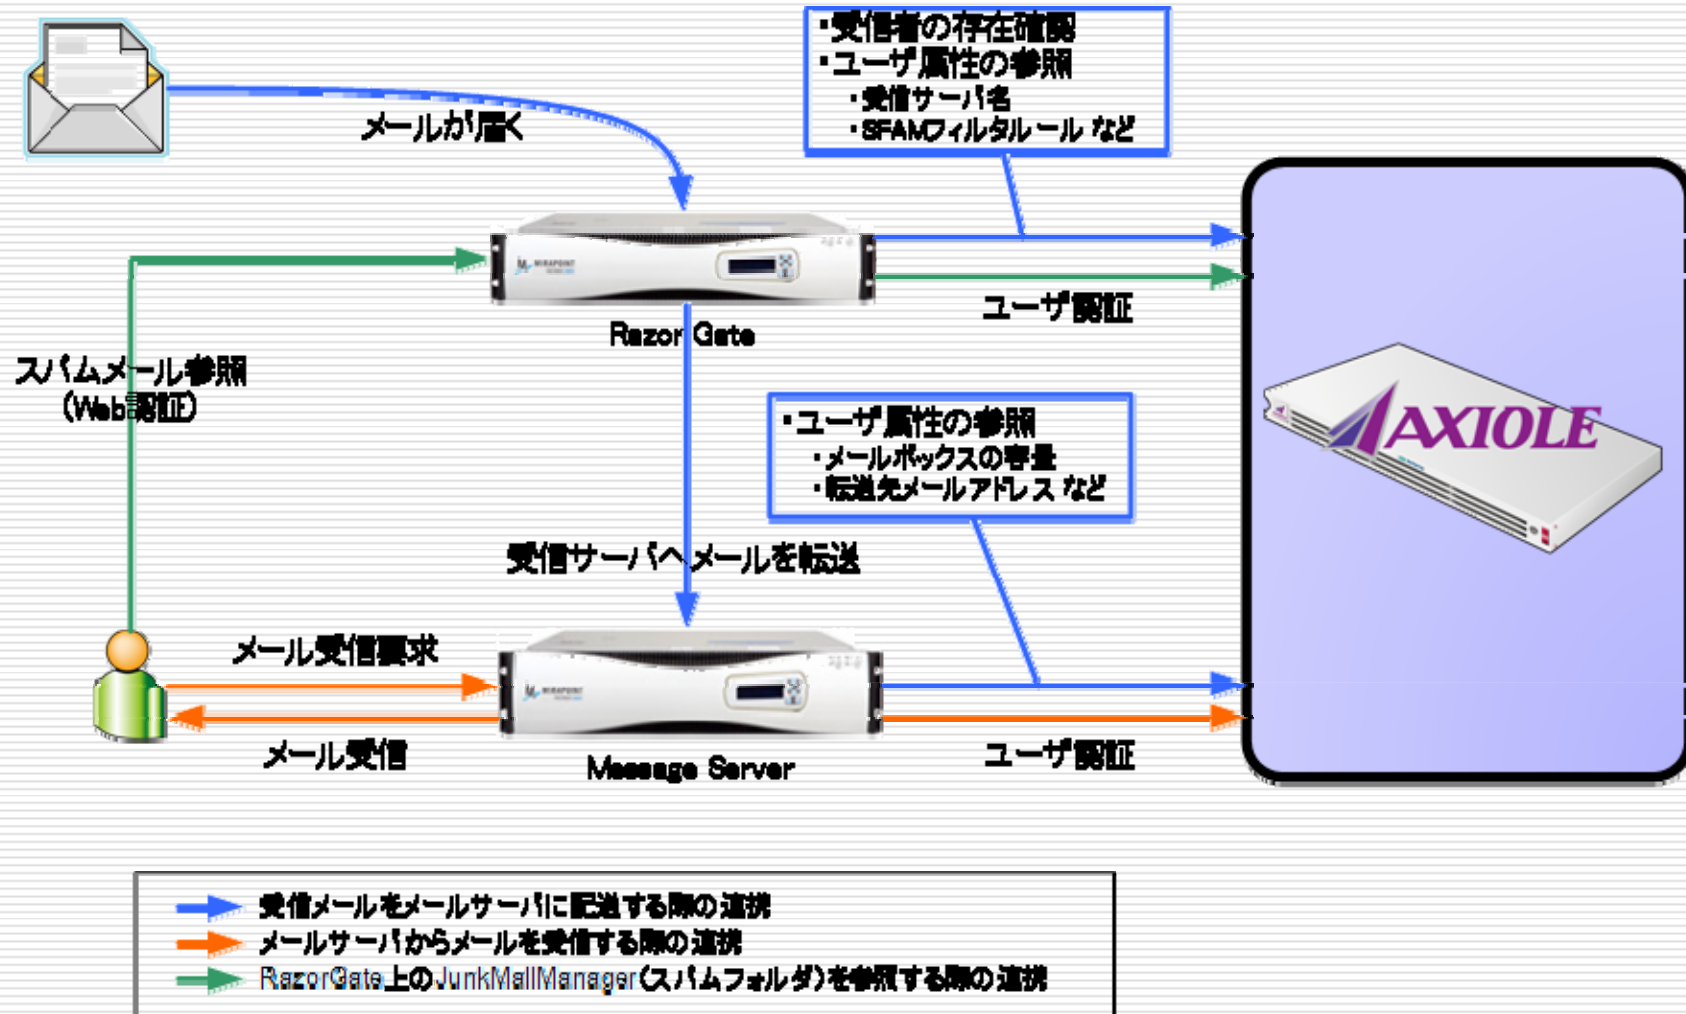 ・受信者の存在確認
・ユーザ属性の参照
・受信サーバ名
・SPAMフィルタルール など
メールが届く
MIRAPOINT
ユーザ認証
Razor Gate
スパムメール参照
(Web認証)
AXIOLE
・ユーザ属性の参照
・メールボックスの容量
・転送先メールアドレス など
受信サーバへメールを転送
メール受信要求
MIRAPOINT
メール受信
ユーザ認証
Message Server
受信メールをメールサーバに配送する際の連携
メールサーバからメールを受信する際の連携
RazorGate上のJunkMailManager(スパムフォルダ)を参照する際の連携